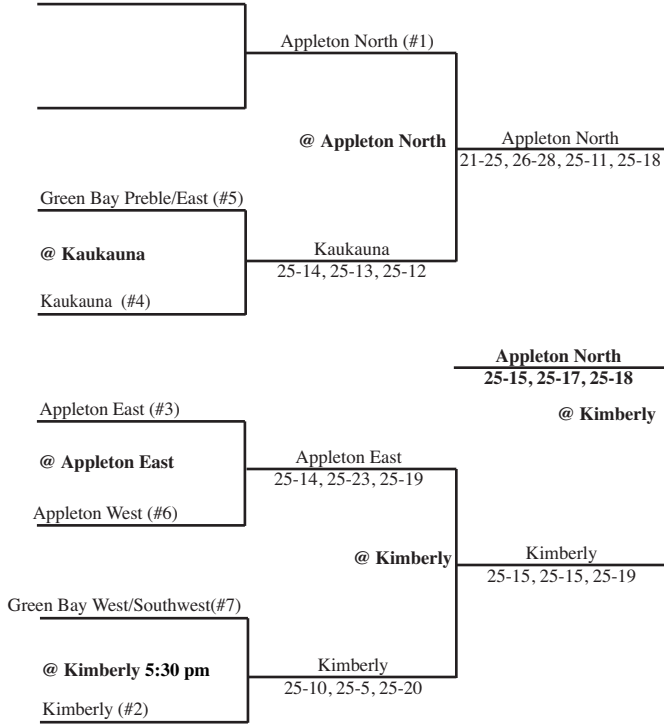 Appleton North (#1)
@ Appleton North
Appleton North
21-25, 26-28, 25-11, 25-18
Green Bay Preble/East (#5)
@ Kaukauna
Kaukauna
25-14, 25-13, 25-12
Kaukauna (#4)
Appleton North
25-15, 25-17, 25-18
@ Kimberly
Appleton East (#3)
@ Appleton East
Appleton East
25-14, 25-23, 25-19
Appleton West (#6)
@ Kimberly
Kimberly
25-15, 25-15, 25-19
Green Bay West/Southwest(#7)
@ Kimberly 5:30 pm
Kimberly
25-10, 25-5, 25-20
Kimberly (#2)